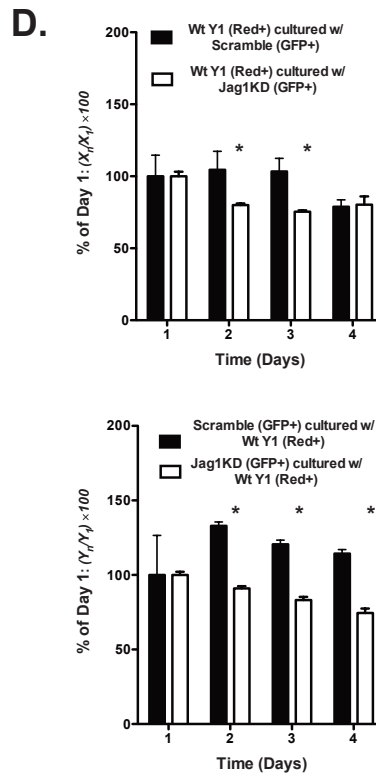 D.
Wt Y1 (Red+) cultured w/
Scramble (GFP+)
Wt Y1 (Red+) cultured w/
Jag1KD (GFP+)
% of Day 1: (Xn/X1) ×100
200
150
100
50
0
* *
1 2 3 4
Time (Days)
Scramble (GFP+) cultured w/
Wt Y1 (Red+)
Jag1KD (GFP+) cultured w/
Wt Y1 (Red+)
% of Day 1: (Yn/Y1) ×100
200
150
100
50
0
* * *
1 2 3 4
Time (Days)